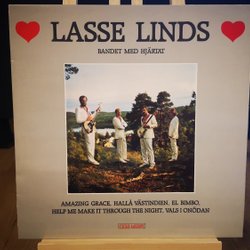 LASSE LINDS
BANDET MED HJÄRTAT
AMAZING GRACE, HALLÅ VÄSTINDIEN, EL BIMBO,
HELP ME MAKE IT THROUGH THE NIGHT, VALS I ONÖDAN